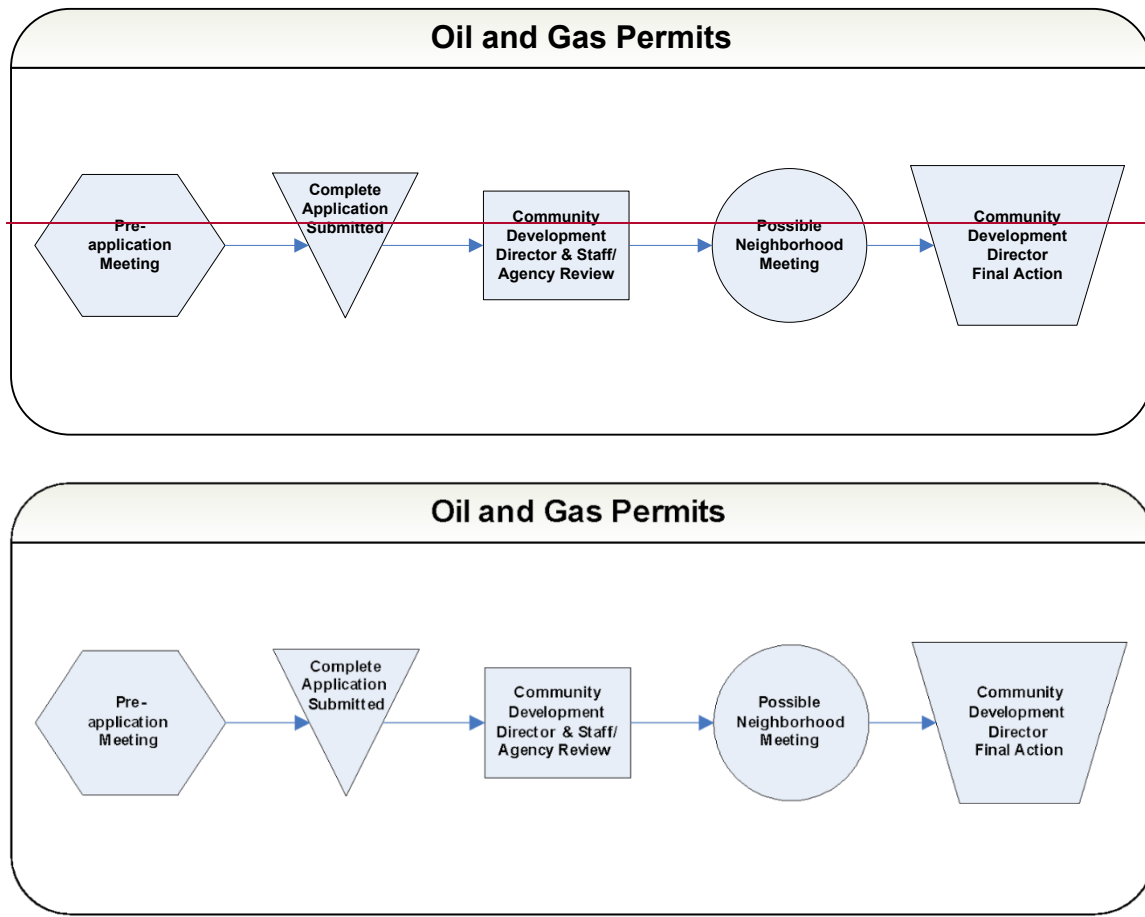 Oil and Gas Permits
Pre-
application
Meeting
Complete
Application
Submitted
Community
Development
Director & Staff/
Agency Review
Possible
Neighborhood
Meeting
Community
Development
Director
Final Action
Oil and Gas Permits
Pre-
application
Meeting
Complete
Application
Submitted
Community
Development
Director & Staff/
Agency Review
Possible
Neighborhood
Meeting
Community
Development
Director
Final Action